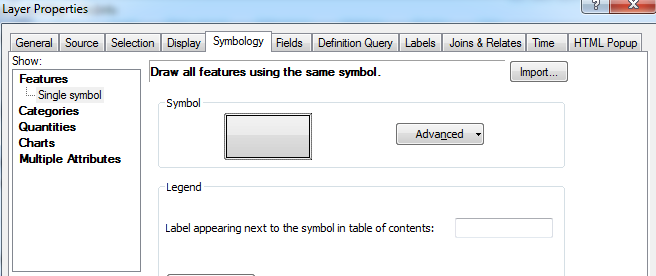 Layer Properties
General Source Selection Display Symbology Fields Definition Query Labels Joins & Relates Time HTML Popup
Show:
Features
Single symbol
Categories
Quantities
Charts
Multiple Attributes
Draw all features using the same symbol.
Import...
Symbol
Advanced
Legend
Label appearing next to the symbol in table of contents: